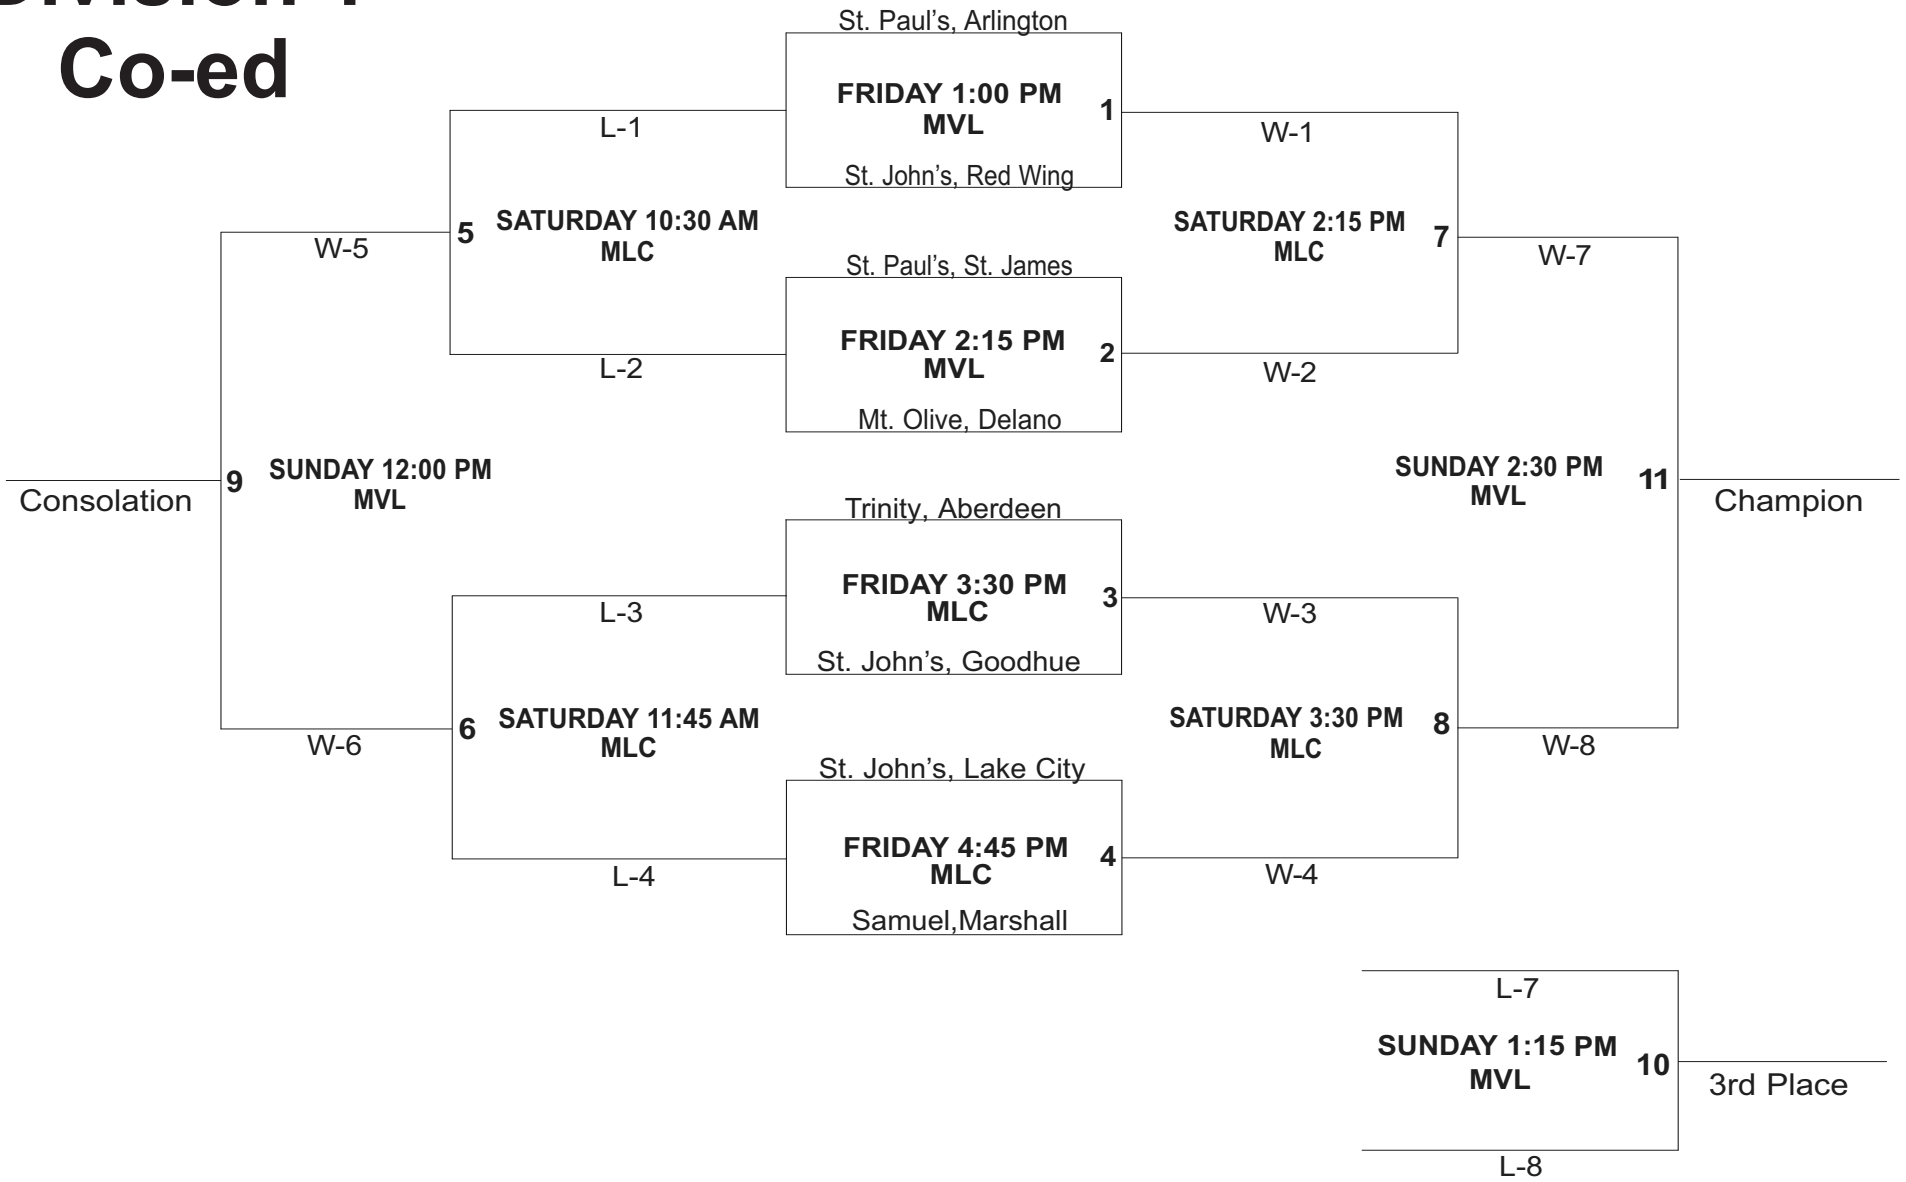 Co-ed
St. Paul’s, Arlington
FRIDAY 1:00 PM
MVL
1
St. John’s, Red Wing
L-1
W-1
5
SATURDAY 10:30 AM
MLC
SATURDAY 2:15 PM
MLC
7
W-5
W-7
St. Paul’s, St. James
FRIDAY 2:15 PM
MVL
2
Mt. Olive, Delano
L-2
W-2
9
SUNDAY 12:00 PM
MVL
Consolation
SUNDAY 2:30 PM
MVL
11
Champion
Trinity, Aberdeen
FRIDAY 3:30 PM
MLC
3
St. John’s, Goodhue
L-3
W-3
6
SATURDAY 11:45 AM
MLC
SATURDAY 3:30 PM
MLC
8
W-6
W-8
St. John’s, Lake City
FRIDAY 4:45 PM
MLC
4
Samuel,Marshall
L-4
W-4
L-7
SUNDAY 1:15 PM
MVL
10
3rd Place
L-8